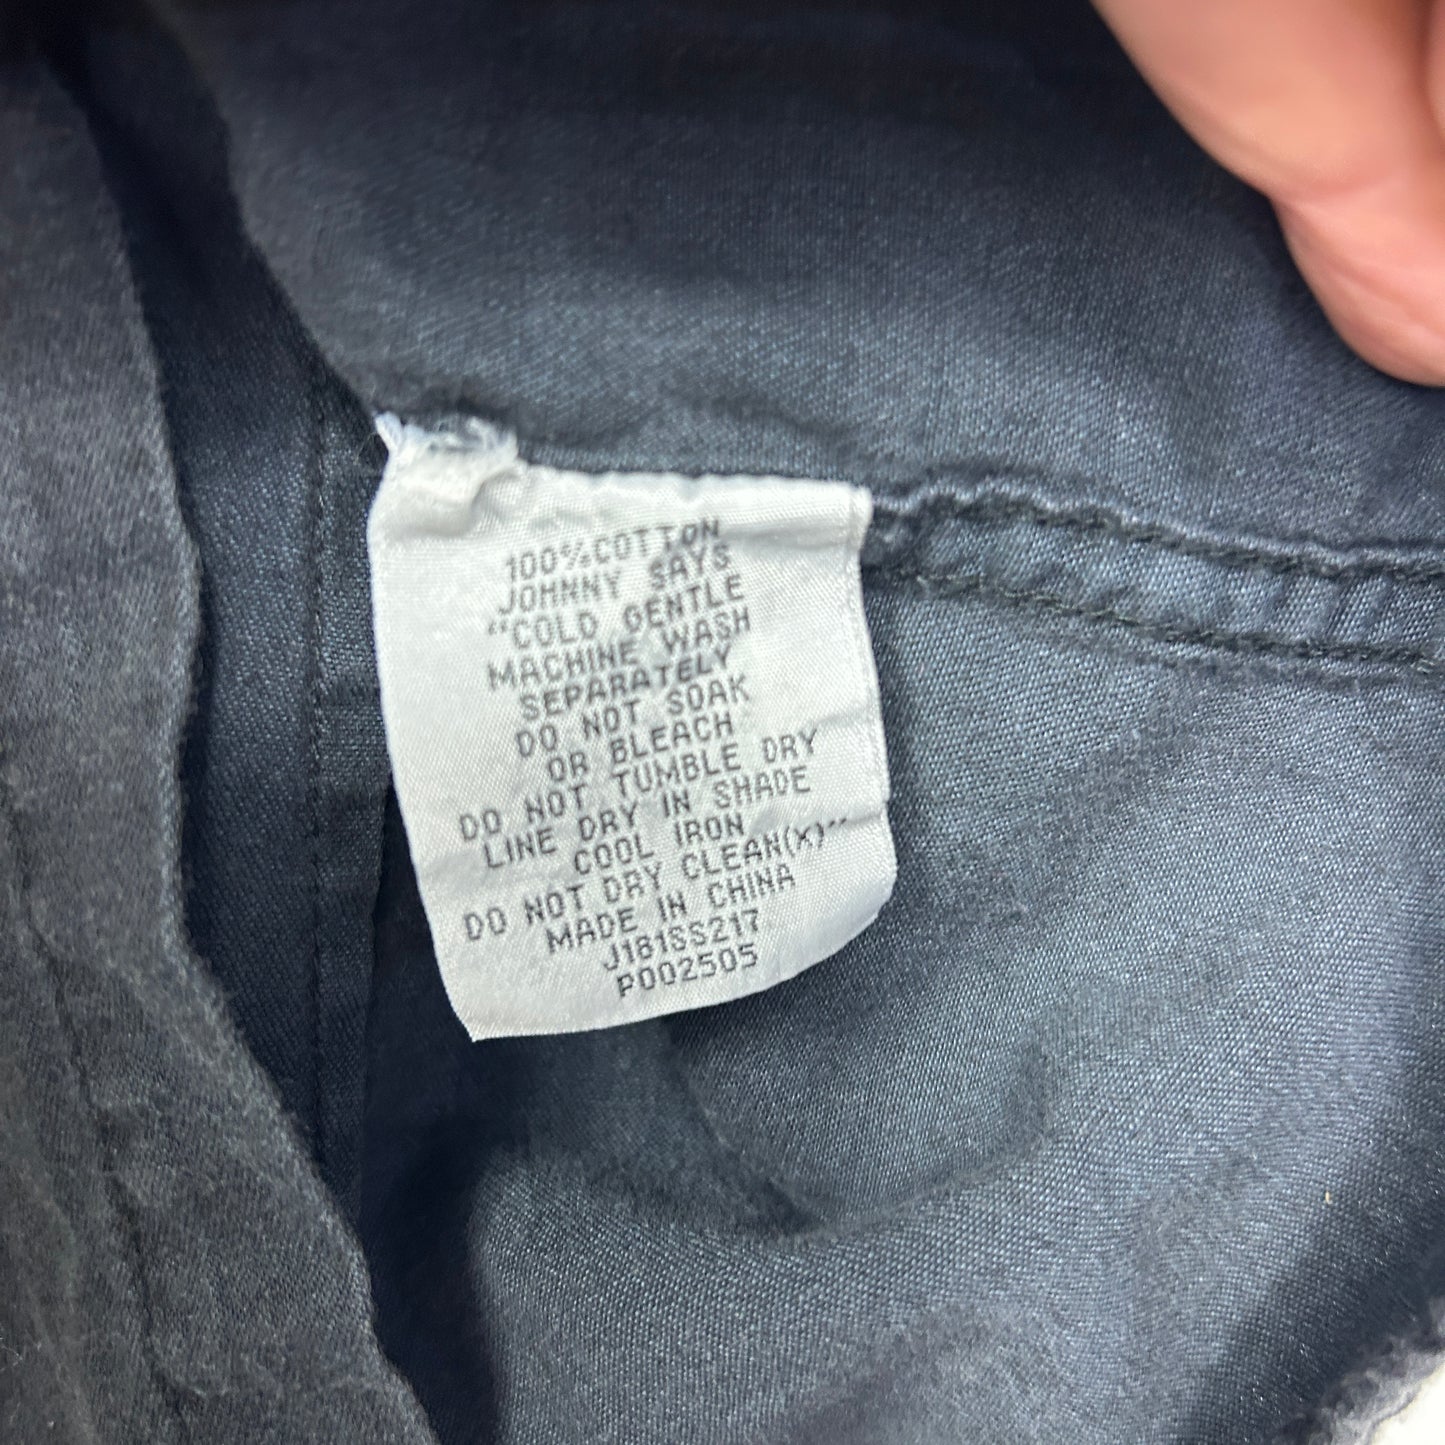 100%COTTON
JOHNNY SAYS
"COLD GENTLE
MACHINE WASH
SEPARATELY
DO NOT SOAK
OR BLEACH
DO NOT TUMBLE DRY
LINE DRY IN SHADE
COOL IRON
DO NOT DRY CLEAN(X)"
MADE IN CHINA
J181SS217
P002505